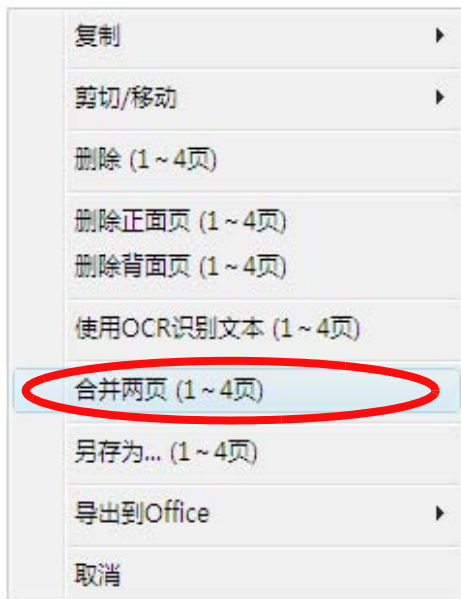 复制
剪切/移动
删除 (1~4页)
删除正面页 (1~4页)
删除背面页 (1~4页)
使用OCR识别文本 (1~4页)
合并两页 (1~4页)
另存为... (1~4页)
导出到Office
取消